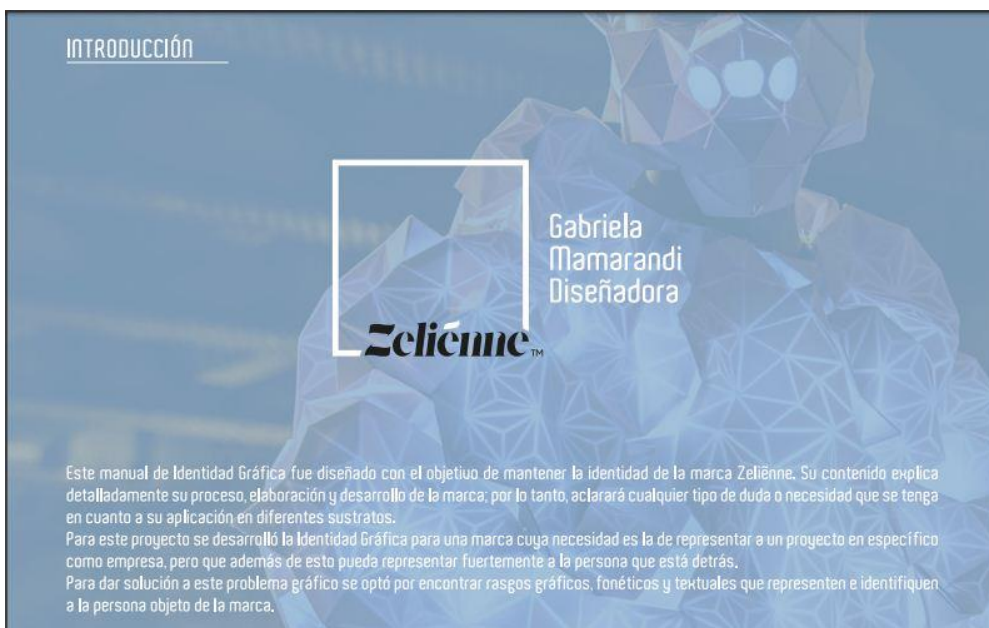 INTRODUCCIÓN
Gabriela
Mamarandi
Diseñadora
Zeliénne™
Este manual de Identidad Gráfica fue diseñado con el objetivo de mantener la identidad de la marca Zeliënne. Su contenido explica
detalladamente su proceso, elaboración y desarrollo de la marca; por lo tanto, aclarará cualquier tipo de duda o necesidad que se tenga
en cuanto a su aplicación en diferentes sustratos.
Para este proyecto se desarrolló la Identidad Gráfica para una marca cuya necesidad es la de representar a un proyecto en específico
como empresa, pero que además de esto pueda representar fuertemente a la persona que está detrás.
Para dar solución a este problema gráfico se optó por encontrar rasgos gráficos, fonéticos y textuales que representen e identifiquen
a la persona objeto de la marca.